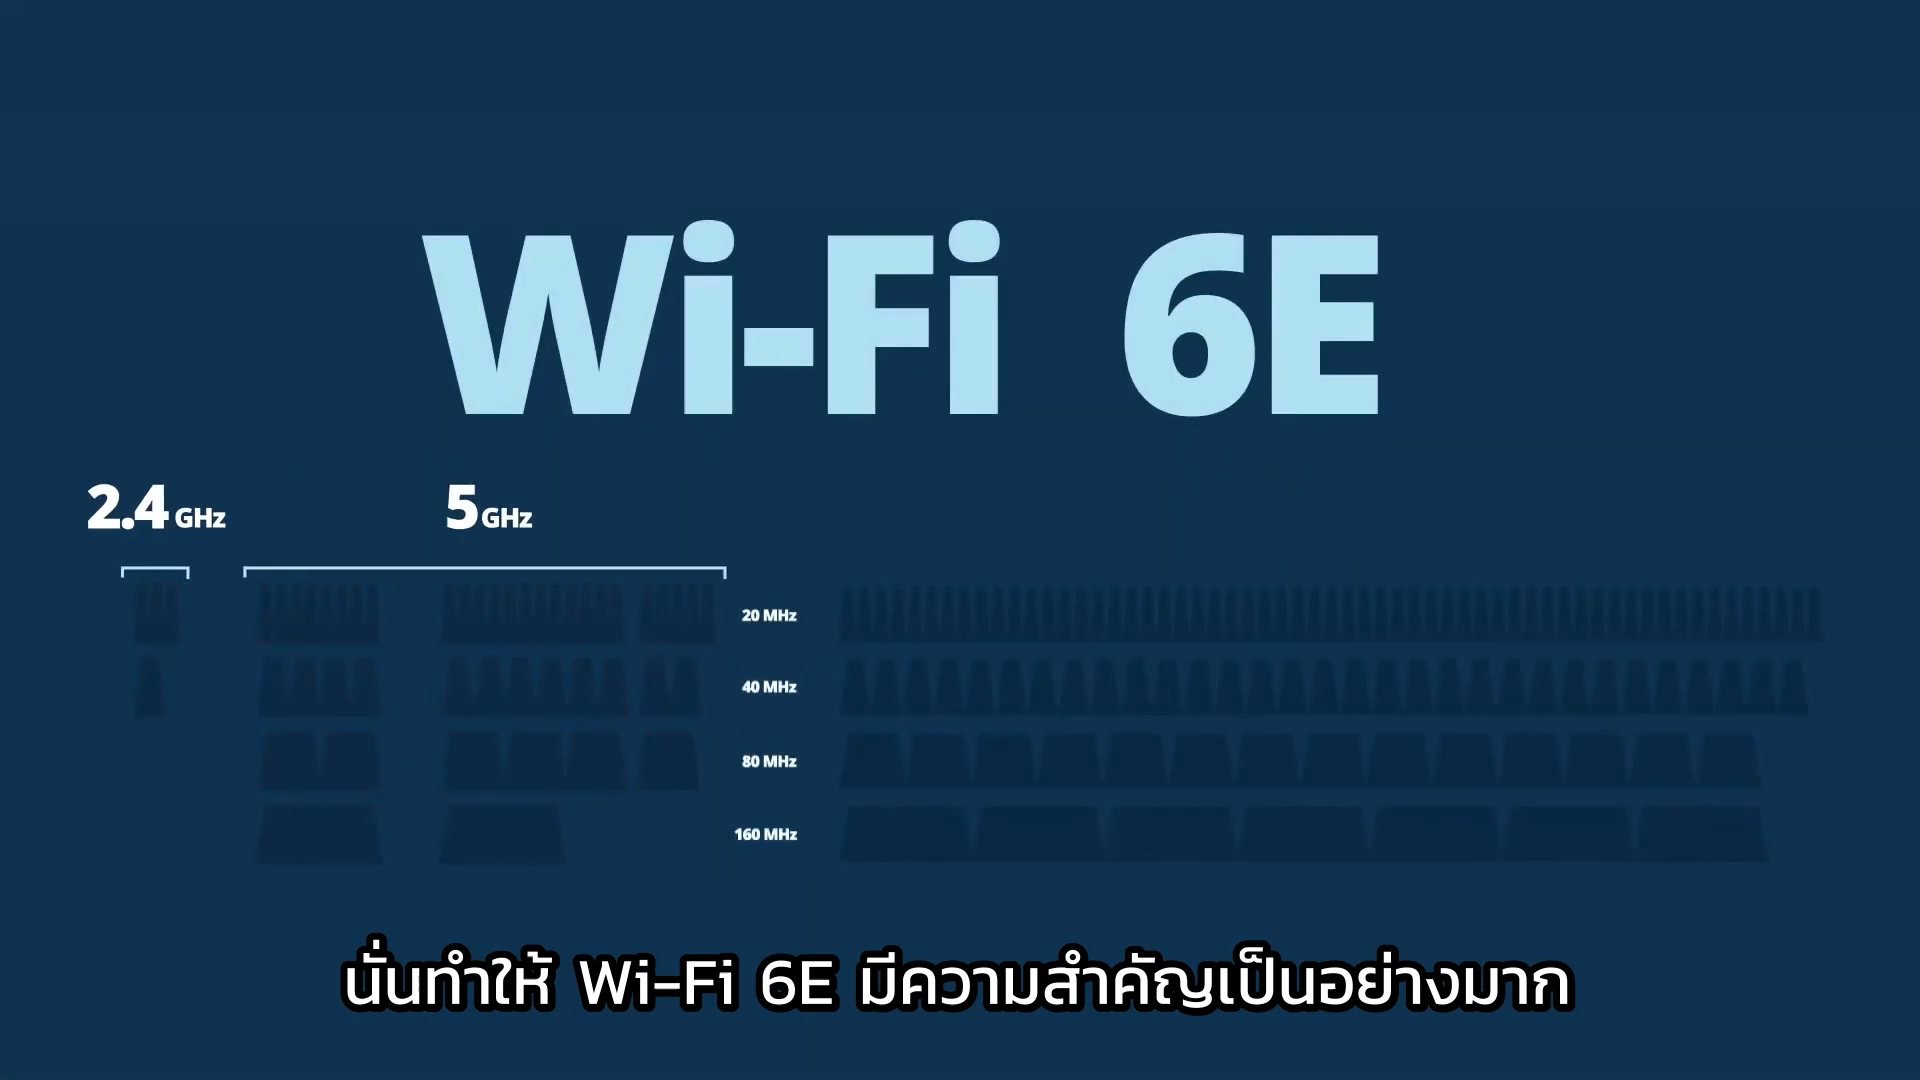 Wi-Fi 6E
2.4 GHz
5 GHz
20 MHz
40 MHz
80 MHz
160 MHz
นั่นทำให้ Wi-Fi 6E มีความสำคัญเป็นอย่างมาก